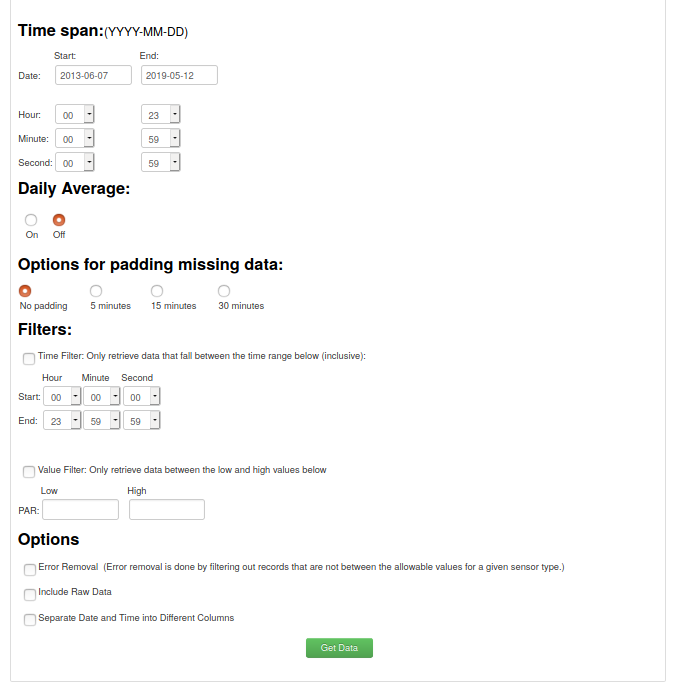 Time span:(YYYY-MM-DD)
Start: End:
Date: 2013-06-07 2019-05-12
Hour: 00 23
Minute: 00 59
Second: 00 59
Daily Average:
On Off
Options for padding missing data:
No padding 5 minutes 15 minutes 30 minutes
Filters:
Time Filter: Only retrieve data that fall between the time range below (inclusive):
Hour Minute Second
Start: 00 00 00
End: 23 59 59
Value Filter: Only retrieve data between the low and high values below
Low High
PAR:
Options
Error Removal (Error removal is done by filtering out records that are not between the allowable values for a given sensor type.)
Include Raw Data
Separate Date and Time into Different Columns
Get Data